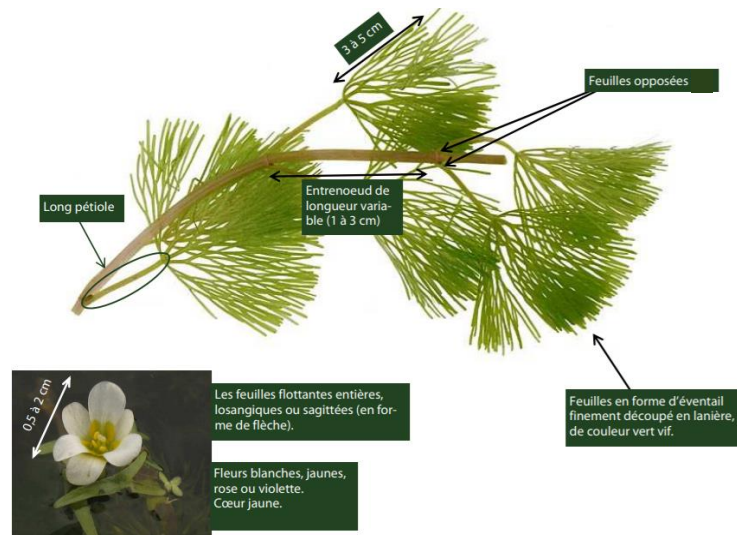 3 à 5 cm
Feuilles opposées
Entrenoeud de
longueur varia-
ble (1 à 3 cm)
Long pétiole
0,5 à 2 cm
Les feuilles flottantes entières,
losangiques ou sagittées (en for-
me de flèche).
Feuilles en forme d'éventail
finement découpé en lanière,
de couleur vert vif.
Fleurs blanches, jaunes,
rose ou violette.
Cœur jaune.